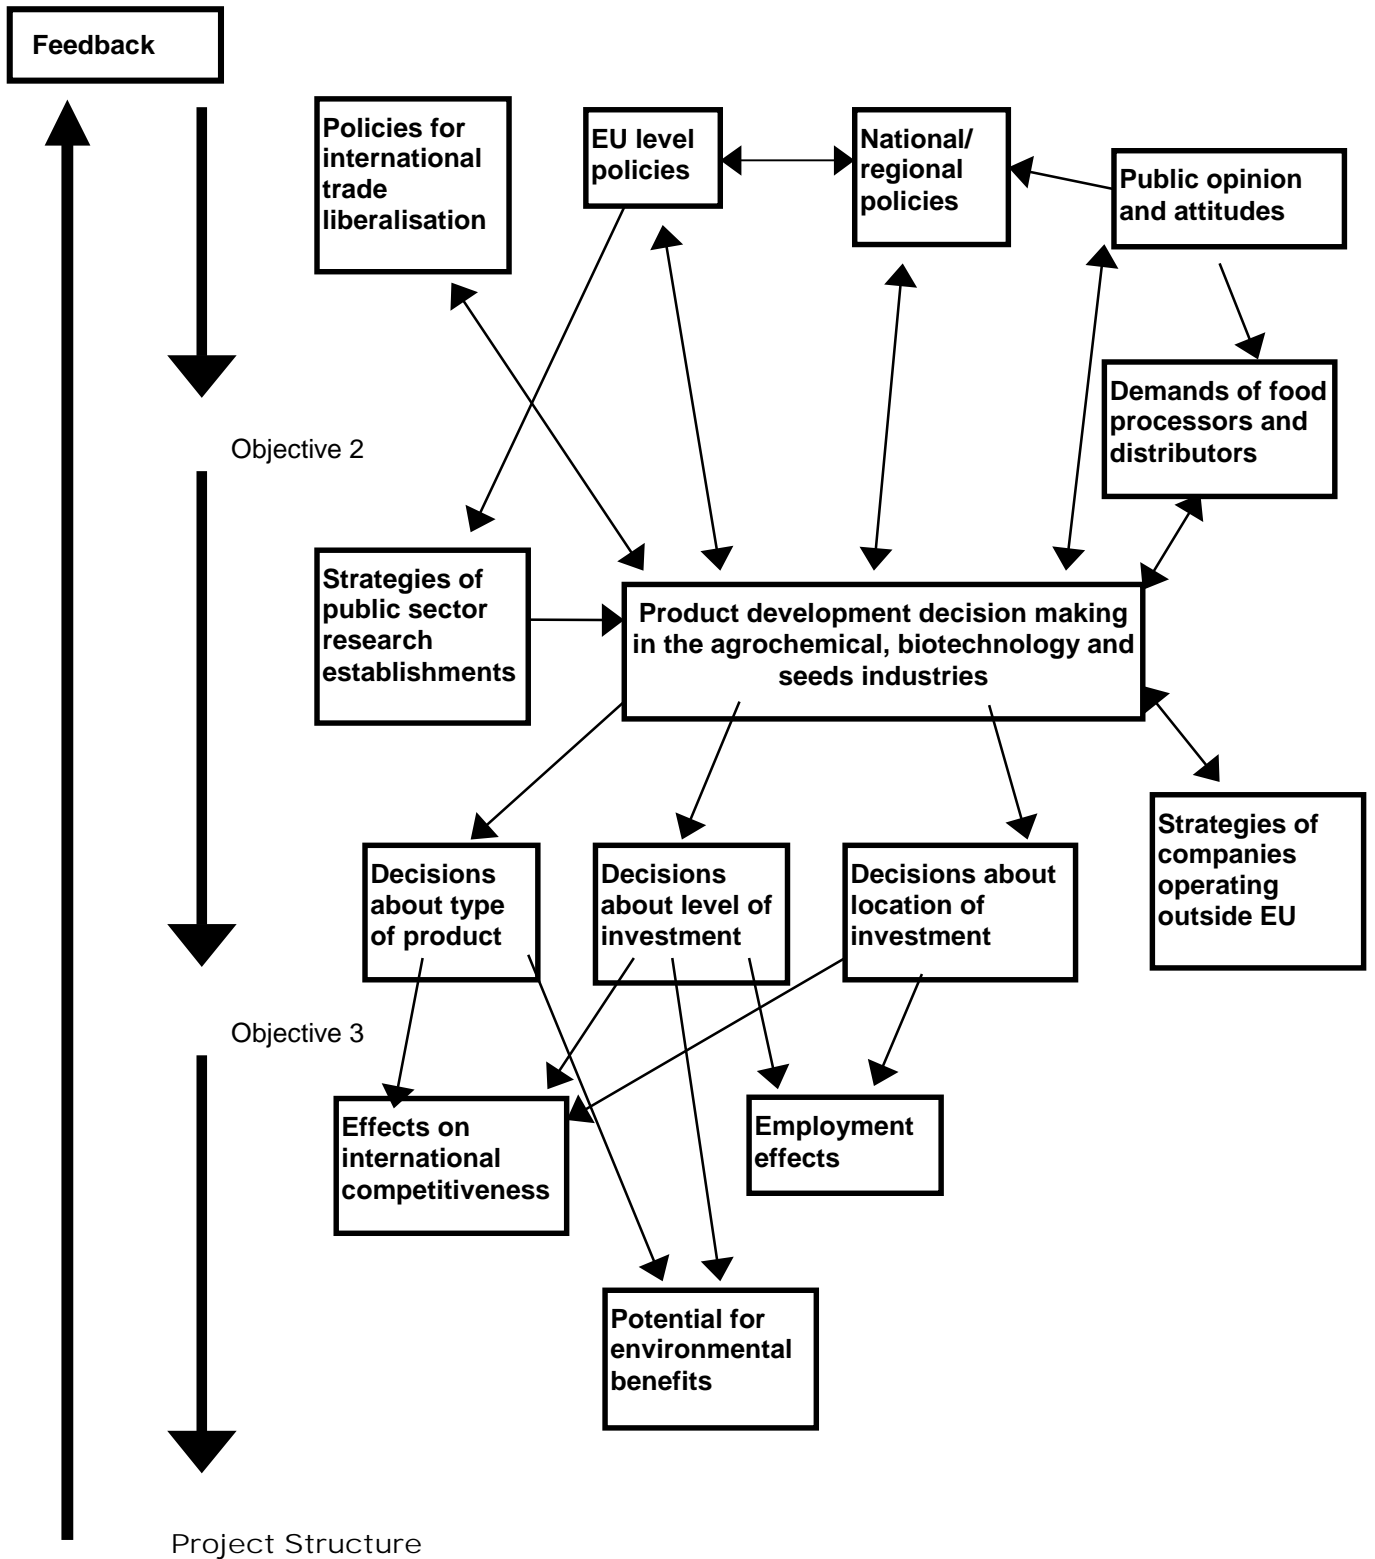 Feedback
Policies for
international
trade
liberalisation
EU level
policies
National/
regional
policies
Public opinion
and attitudes
Demands of food
processors and
distributors
Objective 2
Strategies of
public sector
research
establishments
Product development decision making
in the agrochemical, biotechnology and
seeds industries
Strategies of
companies
operating
outside EU
Decisions
about type
of product
Decisions
about level of
investment
Decisions about
location of
investment
Objective 3
Effects on
international
competitiveness
Employment
effects
Potential for
environmental
benefits
Project Structure